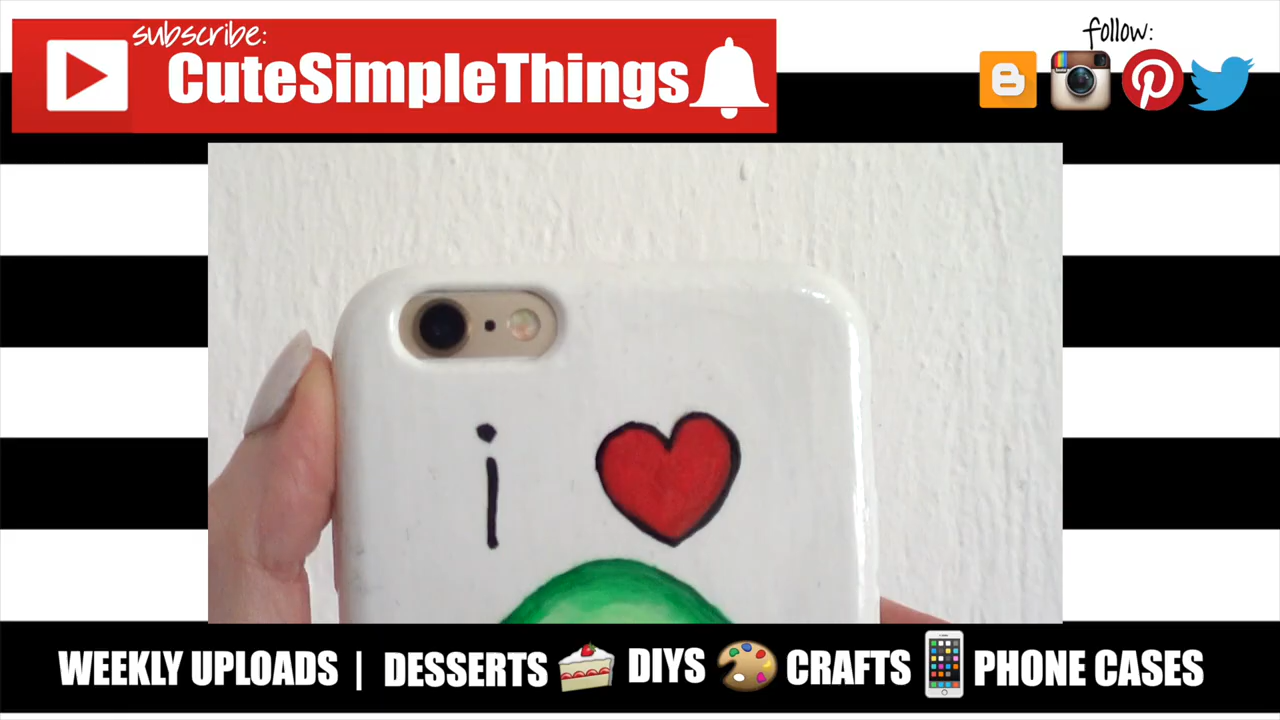 subscribe:
CuteSimpleThings
follow:
i
WEEKLY UPLOADS | DESSERTS DIYS CRAFTS PHONE CASES